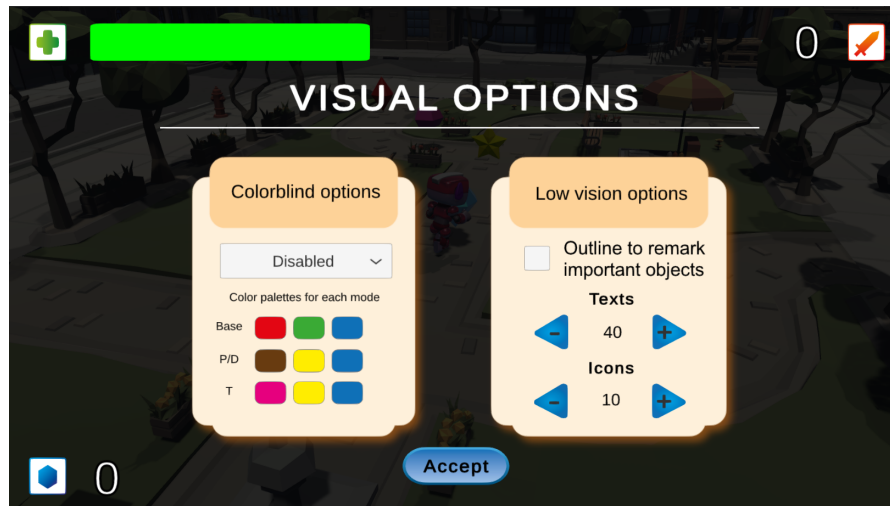 0
VISUAL OPTIONS
Colorblind options
Disabled
Color palettes for each mode
Base
P/D
T
Low vision options
Outline to remark
important objects
Texts
- 40 +
Icons
- 10 +
Accept
0